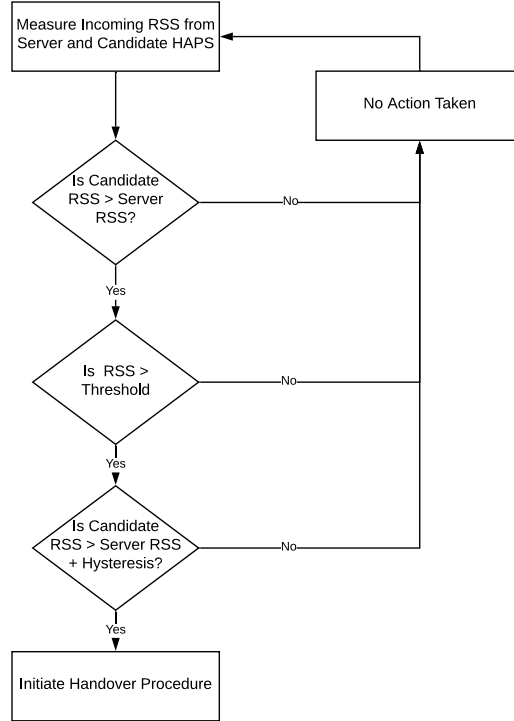 Measure Incoming RSS from
Server and Candidate HAPS
No Action Taken
Is Candidate
RSS > Server
RSS?
No
Yes
Is RSS >
Threshold
No
Yes
Is Candidate
RSS > Server RSS
+ Hysteresis?
No
Yes
Initiate Handover Procedure